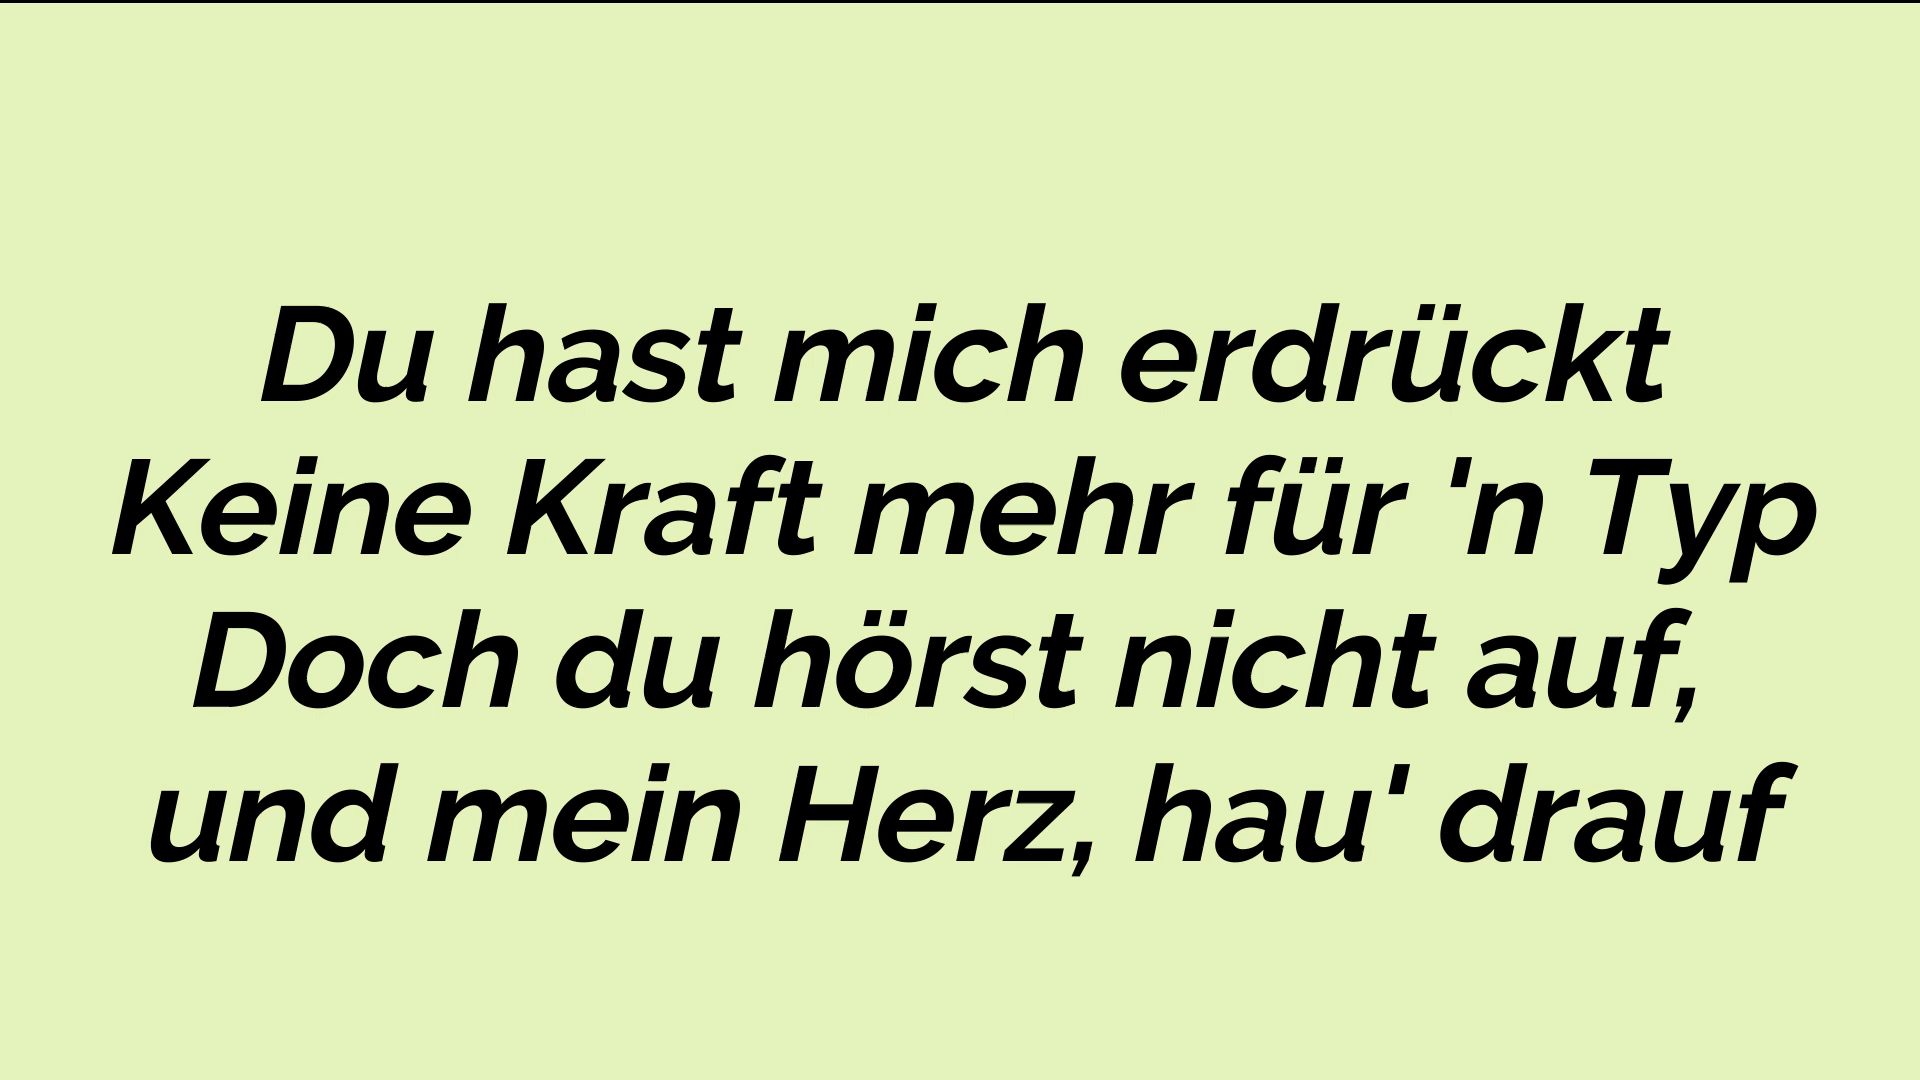 Du hast mich erdrückt
Keine Kraft mehr für 'n Typ
Doch du hörst nicht auf,
und mein Herz, hau' drauf